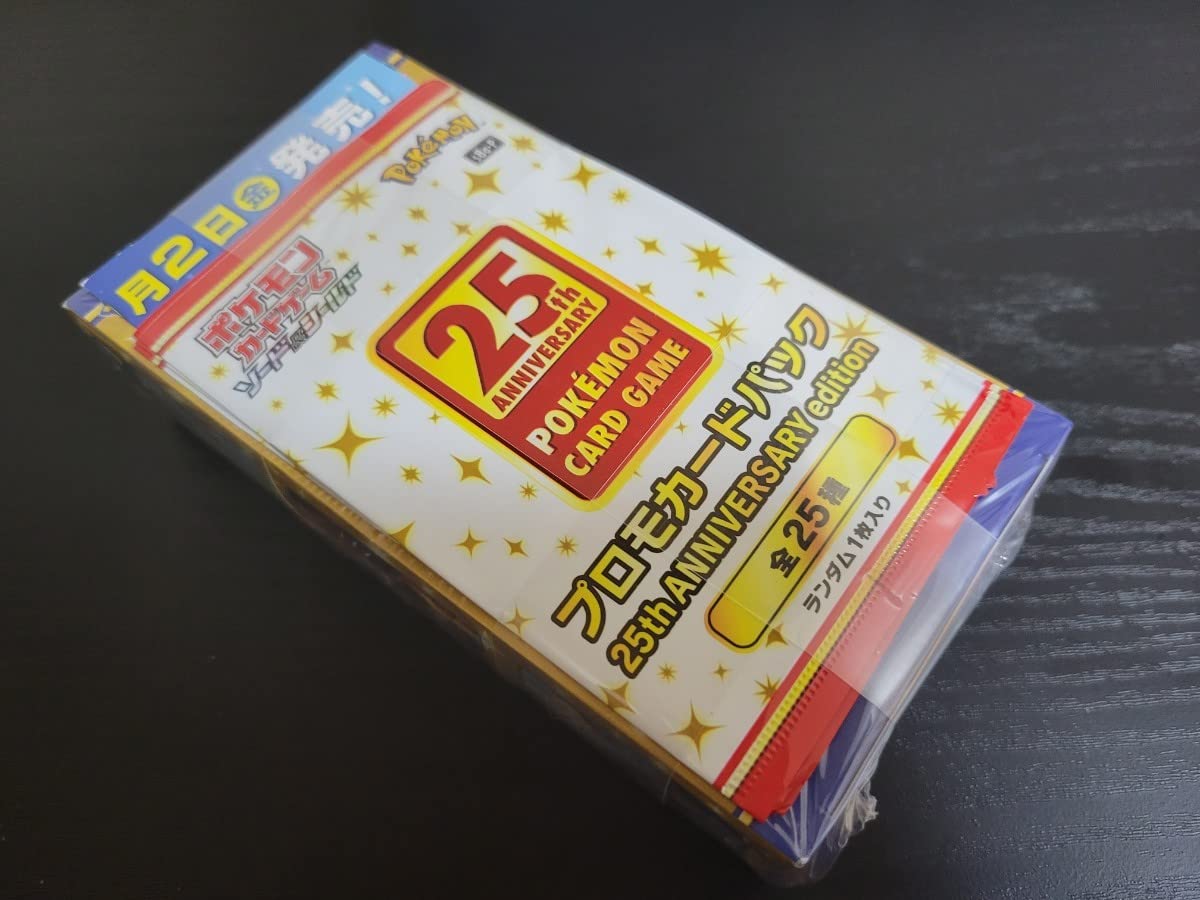 月2日㊎発売!
Pokémon
s8a-P
ポケモン
カードゲーム
ソード&シールド
25th
ANNIVERSARY
POKÉMON
CARD GAME
プロモカードパック
25th ANNIVERSARY edition
全25種
ランダム1枚入り